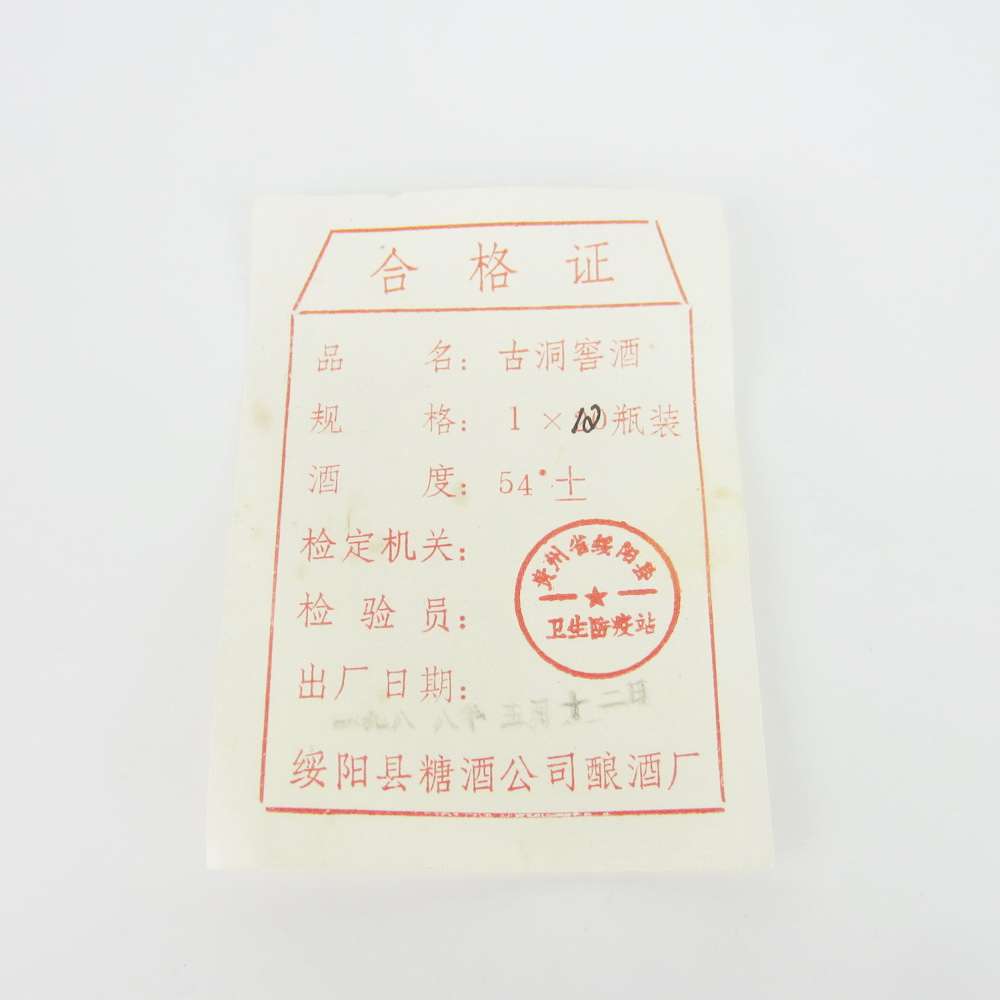 合格证
品名：古洞窖酒
规格：1×10瓶装
酒度：54°±
检定机关：
贵州省绥阳县
卫生防疫站
检验员：
出厂日期：
绥阳县糖酒公司酿酒厂